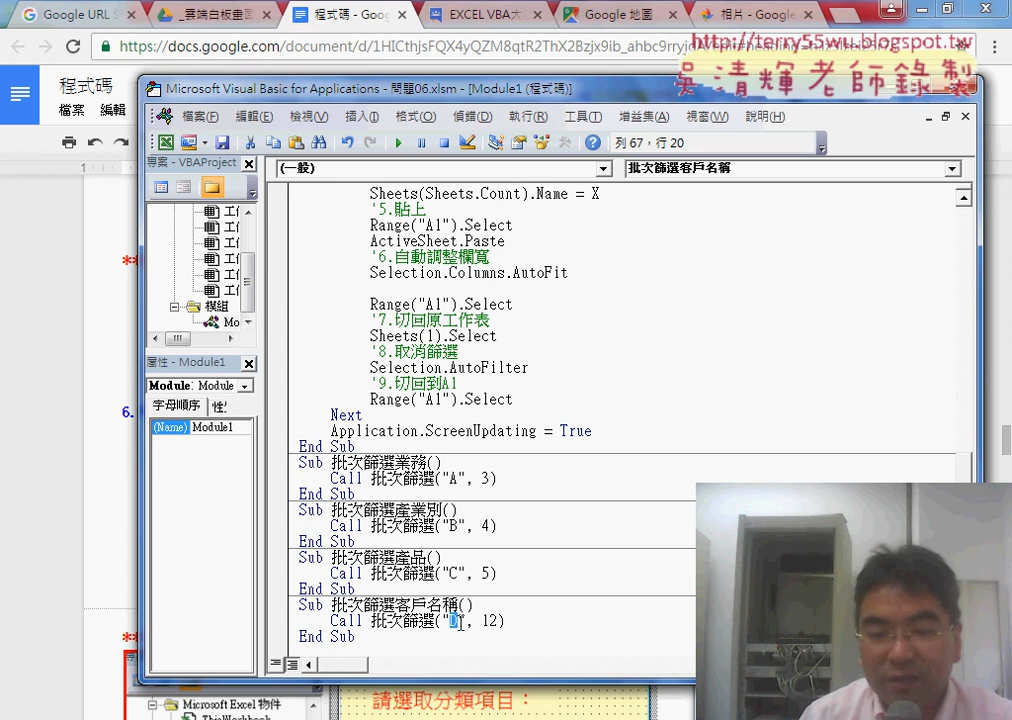 Google URL S
_雲端白板畫
程式碼 - Goo
EXCEL VBA大
Google 地圖
相片 - Google
https://docs.google.com/document/d/1HICthjsFQX4yQZM8qtR2ThX2Bzjx9ib_ahbc9rryj
http://terry55wu.blogspot.tw
吳清輝老師錄製
程式碼
檔案 編輯
Microsoft Visual Basic for Applications - 問題06.xlsm - [Module1 (程式碼)]
檔案(F) 編輯(E) 檢視(V) 插入(I) 格式(O) 偵錯(D) 執行(R) 工具(T) 增益集(A) 視窗(W) 說明(H)
列 67，行 20
專案 - VBAProject
(一般)
批次篩選客戶名稱
工
工
工
工
工
工
模組
Mo
屬性 - Module1
Module: Module
字母順序 性
(Name) Module1
Sheets(Sheets.Count).Name = X
'5.貼上
Range("A1").Select
ActiveSheet.Paste
'6.自動調整欄寬
Selection.Columns.AutoFit
Range("A1").Select
'7.切回原工作表
Sheets(1).Select
'8.取消篩選
Selection.AutoFilter
'9.切回到A1
Range("A1").Select
Next
Application.ScreenUpdating = True
End Sub
Sub 批次篩選業務()
Call 批次篩選("A", 3)
End Sub
Sub 批次篩選產業別()
Call 批次篩選("B", 4)
End Sub
Sub 批次篩選產品()
Call 批次篩選("C", 5)
End Sub
Sub 批次篩選客戶名稱()
Call 批次篩選("D", 12)
End Sub
**
6.
**
Microsoft Excel 物件
ThisWorkbook
請選取分類項目：